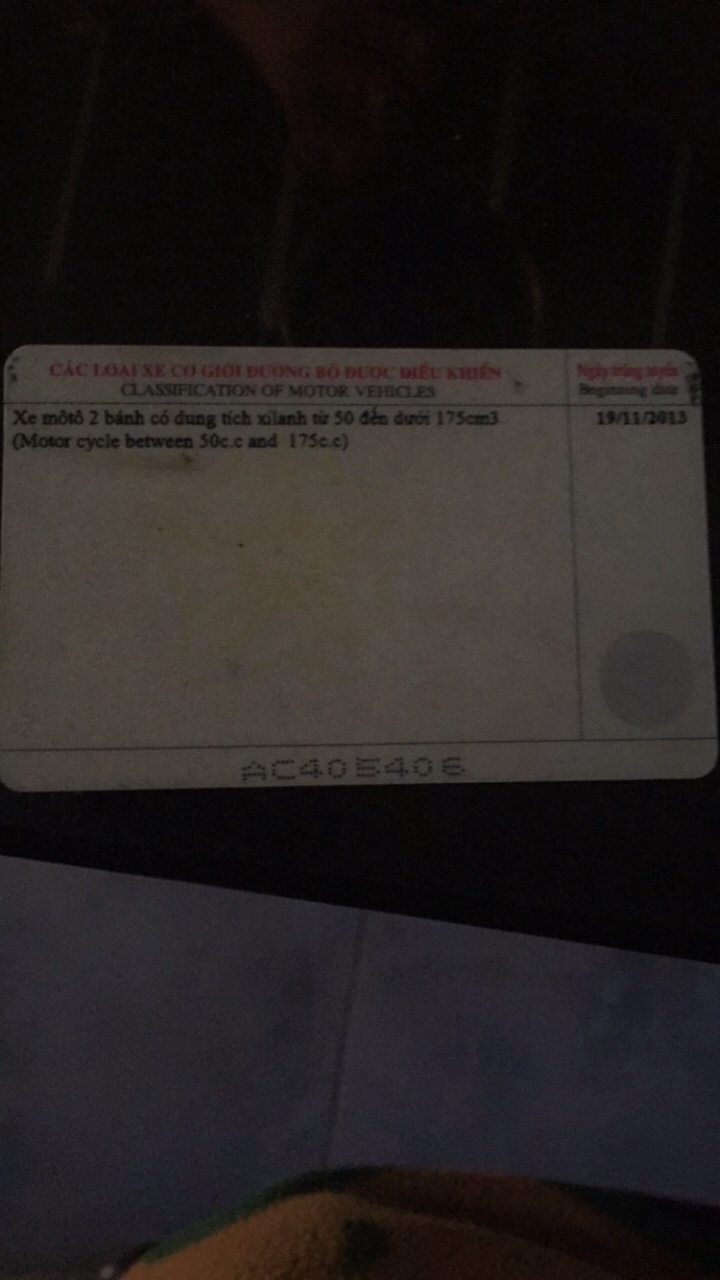 CÁC LOẠI XE CƠ GIỚI ĐƯỜNG BỘ ĐƯỢC ĐIỀU KHIỂN
CLASSIFICATION OF MOTOR VEHICLES
Ngày trúng tuyển
Beginning date
Xe môtô 2 bánh có dung tích xilanh từ 50 đến dưới 175cm3
(Motor cycle between 50c.c and 175c.c)
19/11/2013
AC405406